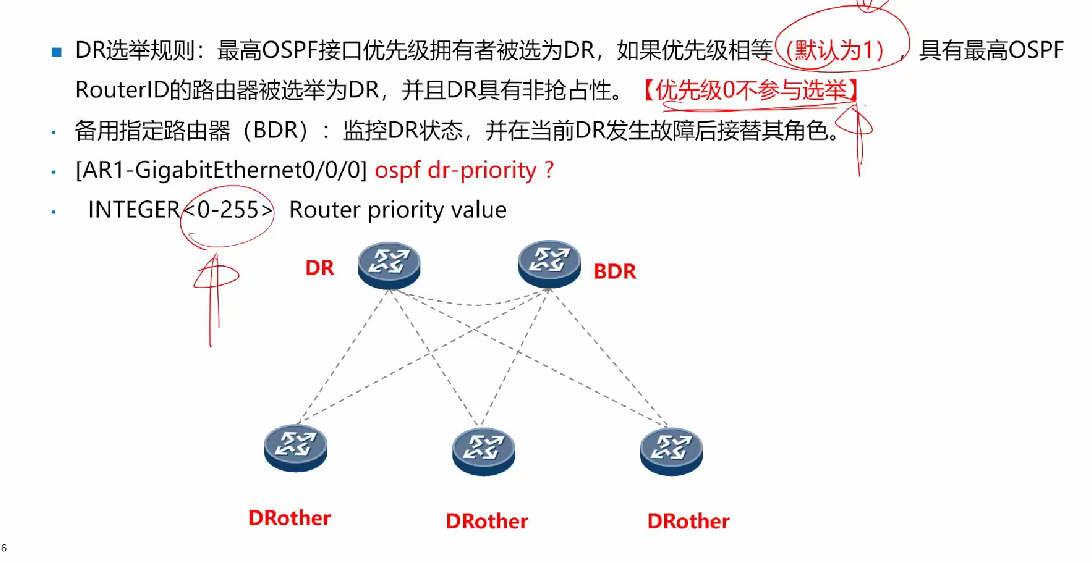 DR选举规则：最高OSPF接口优先级拥有者被选为DR，如果优先级相等（默认为1），具有最高OSPF
RouterID的路由器被选举为DR，并且DR具有非抢占性。【优先级0不参与选举】
备用指定路由器（BDR）：监控DR状态，并在当前DR发生故障后接替其角色。
[AR1-GigabitEthernet0/0/0] ospf dr-priority ?
INTEGER<0-255> Router priority value
DR
BDR
DRother
DRother
DRother
6